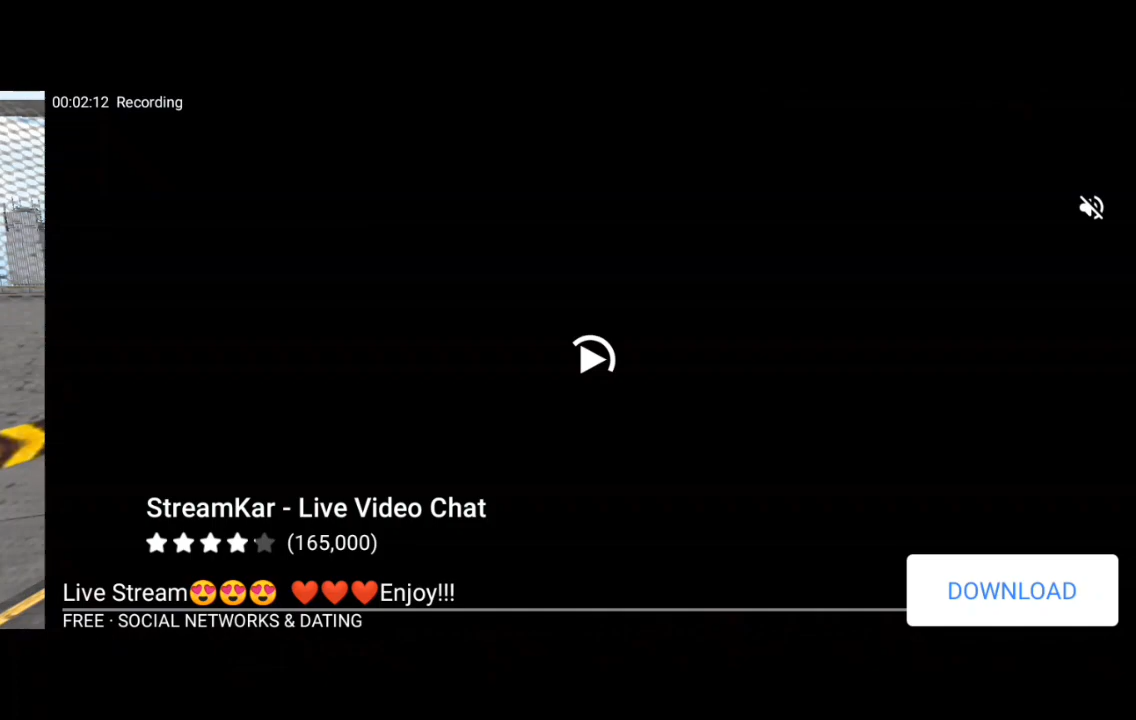 00:02:12 Recording
StreamKar - Live Video Chat
(165,000)
Live Stream😍😍😍 ❤️❤️❤️Enjoy!!!
DOWNLOAD
FREE · SOCIAL NETWORKS & DATING